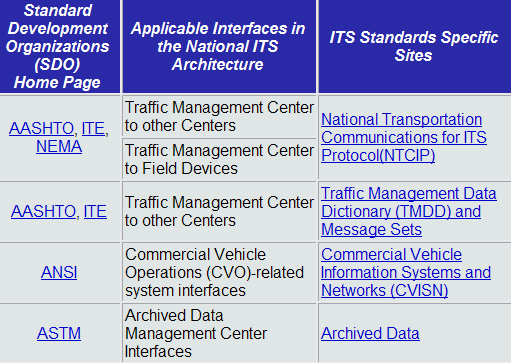 Standard
Development
Organizations
(SDO)
Home Page
Applicable Interfaces in
the National ITS
Architecture
ITS Standards Specific
Sites
AASHTO, ITE,
NEMA
Traffic Management Center
to other Centers
Traffic Management Center
to Field Devices
National Transportation
Communications for ITS
Protocol(NTCIP)
AASHTO, ITE
Traffic Management Center
to other Centers
Traffic Management Data
Dictionary (TMDD) and
Message Sets
ANSI
Commercial Vehicle
Operations (CVO)-related
system interfaces
Commercial Vehicle
Information Systems and
Networks (CVISN)
ASTM
Archived Data
Management Center
Interfaces
Archived Data